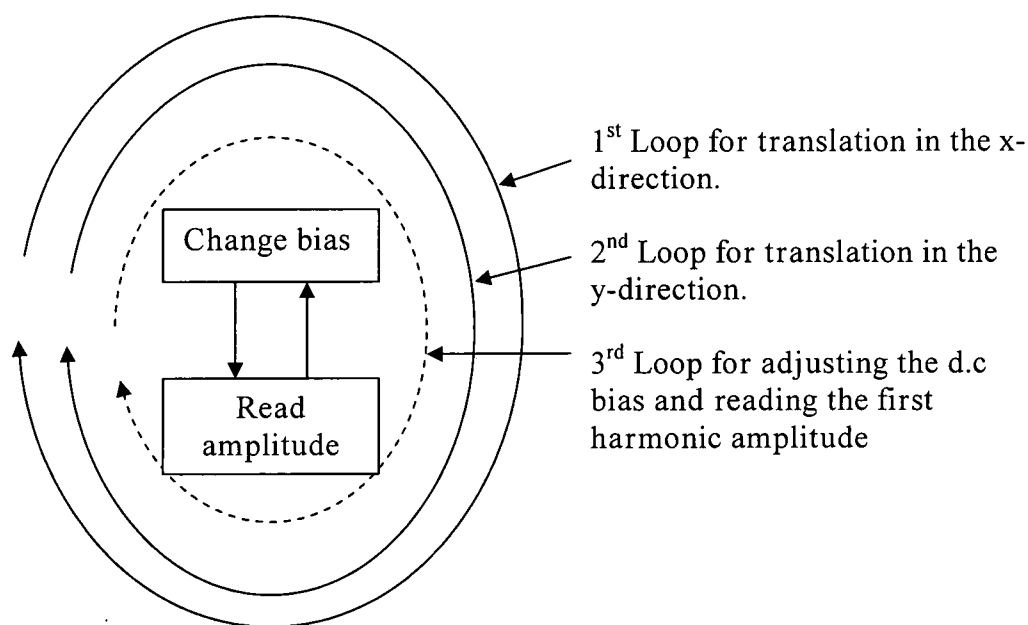 1st Loop for translation in the x-
direction.
Change bias
2nd Loop for translation in the
y-direction.
3rd Loop for adjusting the d.c
bias and reading the first
harmonic amplitude
Read
amplitude